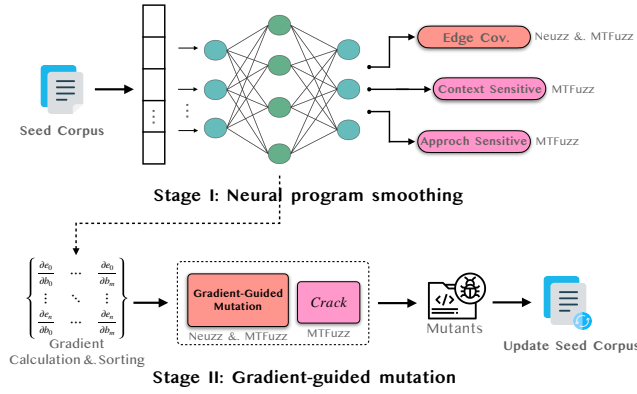 Edge Cov. Neuzz &. MTFuzz
Context Sensitive MTFuzz
Approch Sensitive MTFuzz
Seed Corpus
Stage I: Neural program smoothing
∂e₀/∂b₀ ⋯ ∂e₀/∂bₘ
⋮ ⋱ ⋮
∂eₙ/∂b₀ ⋯ ∂eₙ/∂bₘ
Gradient
Calculation &. Sorting
Gradient-Guided
Mutation
Neuzz &. MTFuzz
Crack
MTFuzz
Mutants
Update Seed Corpus
Stage II: Gradient-guided mutation